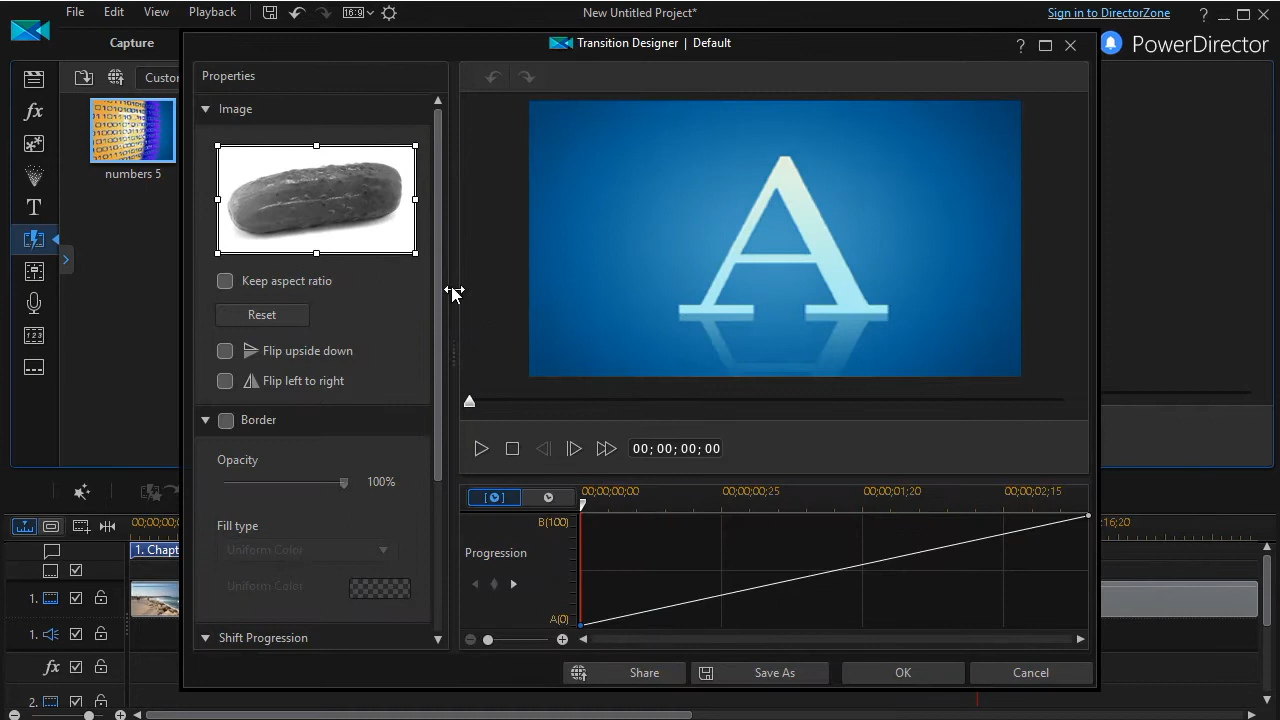 File Edit View Playback 16:9 New Untitled Project* Sign in to DirectorZone ?
Capture Transition Designer | Default ? PowerDirector
Custo
Properties
Image
numbers 5
fx
T
A
Keep aspect ratio
Reset
Flip upside down
Flip left to right
Border
Opacity
100%
00; 00; 00; 00
Fill type
Uniform Color
Uniform Color
Shift Progression
00;00;00;00 00;00;00;25 00;00;01;20 00;00;02;15
B(100)
Progression
A(0)
Share Save As OK Cancel
123
00;00;00; ;16;20
1. Chapt
1.
1.
fx
2.